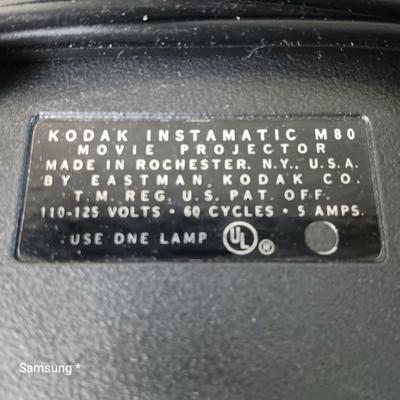 KODAK INSTAMATIC M80
MOVIE PROJECTOR
MADE IN ROCHESTER, N.Y., U.S.A.
BY EASTMAN KODAK CO.
T.M. REG. U.S. PAT. OFF.
110-125 VOLTS • 60 CYCLES • 5 AMPS.
USE ONE LAMP UL ®
Samsung *